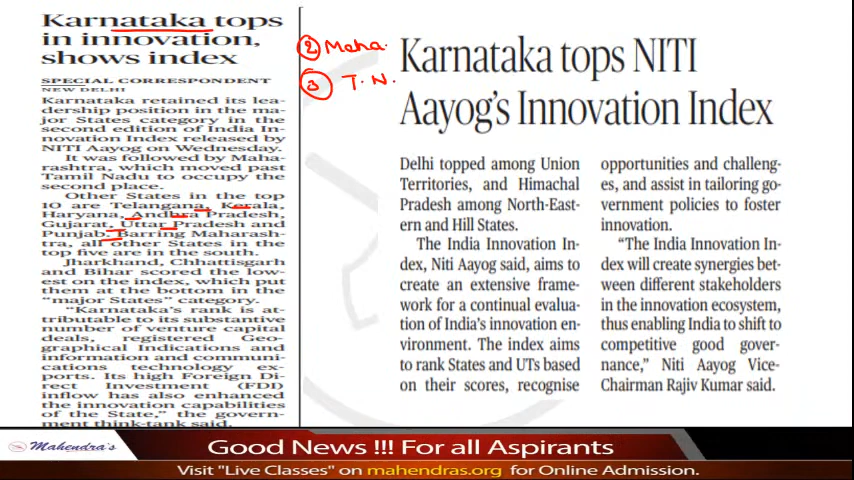 Karnataka tops
in innovation,
shows index
SPECIAL CORRESPONDENT
NEW DELHI
Karnataka retained its lea-
dership position in the ma-
jor States category in the
second edition of India In-
novation Index released by
NITI Aayog on Wednesday.
It was followed by Maha-
rashtra, which moved past
Tamil Nadu to occupy the
second place.
Other States in the top
10 are Telangana, Kerala,
Haryana, Andhra Pradesh,
Gujarat, Uttar Pradesh and
Punjab. Barring Maharash-
tra, all other States in the
top five are in the south.
Jharkhand, Chhattisgarh
and Bihar scored the low-
est on the index, which put
them at the bottom in the
"major States" category.
"Karnataka's rank is at-
tributable to its substantive
number of venture capital
deals, registered Geo-
graphical Indications and
information and communi-
cations technology ex-
ports. Its high Foreign Di-
rect Investment (FDI)
inflow has also enhanced
the innovation capabilities
of the State," the govern-
ment think-tank said.
② Maha.
③ T.N.
Karnataka tops NITI
Aayog's Innovation Index
Delhi topped among Union
Territories, and Himachal
Pradesh among North-East-
ern and Hill States.
The India Innovation In-
dex, Niti Aayog said, aims to
create an extensive frame-
work for a continual evalua-
tion of India's innovation en-
vironment. The index aims
to rank States and UTs based
on their scores, recognise
opportunities and challeng-
es, and assist in tailoring go-
vernment policies to foster
innovation.
"The India Innovation In-
dex will create synergies bet-
ween different stakeholders
in the innovation ecosystem,
thus enabling India to shift to
competitive good gover-
nance," Niti Aayog Vice-
Chairman Rajiv Kumar said.
Mahendra's
Good News !!! For all Aspirants
Visit "Live Classes" on mahendras.org for Online Admission.